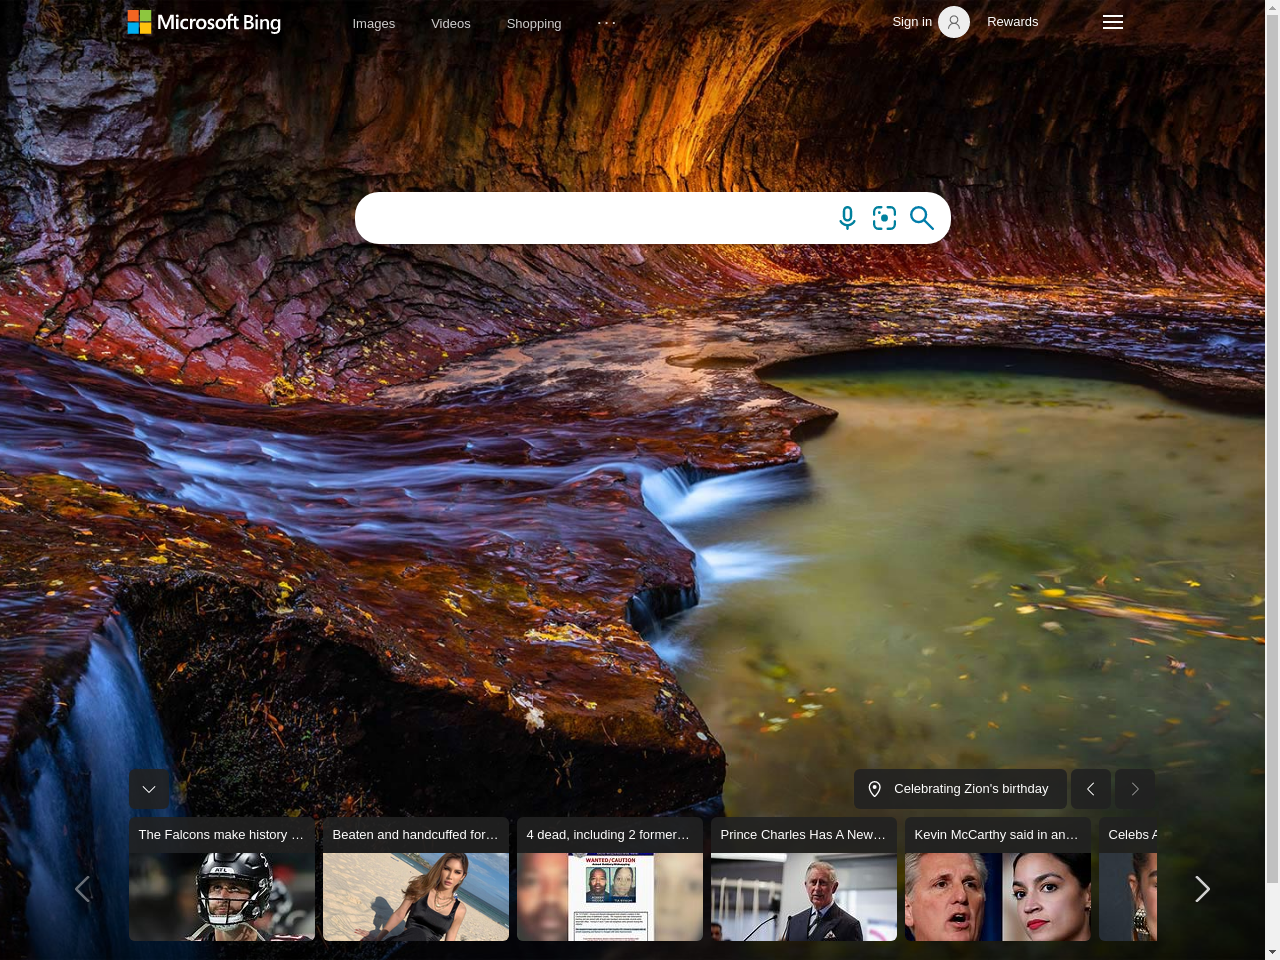 Microsoft Bing
Images
Videos
Shopping
Sign in
Rewards
Celebrating Zion's birthday
The Falcons make history …
Beaten and handcuffed for…
4 dead, including 2 former…
Prince Charles Has A New…
Kevin McCarthy said in an…
Celebs A
ATL
WANTED/CAUTION